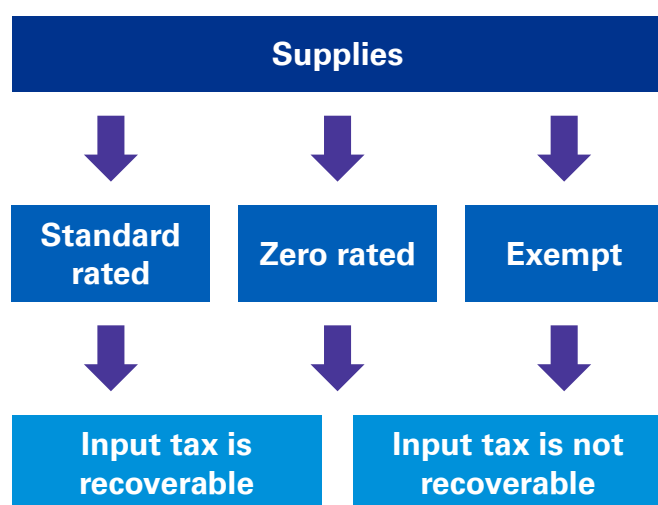 Supplies
Standard
rated
Zero rated
Exempt
Input tax is
recoverable
Input tax is not
recoverable